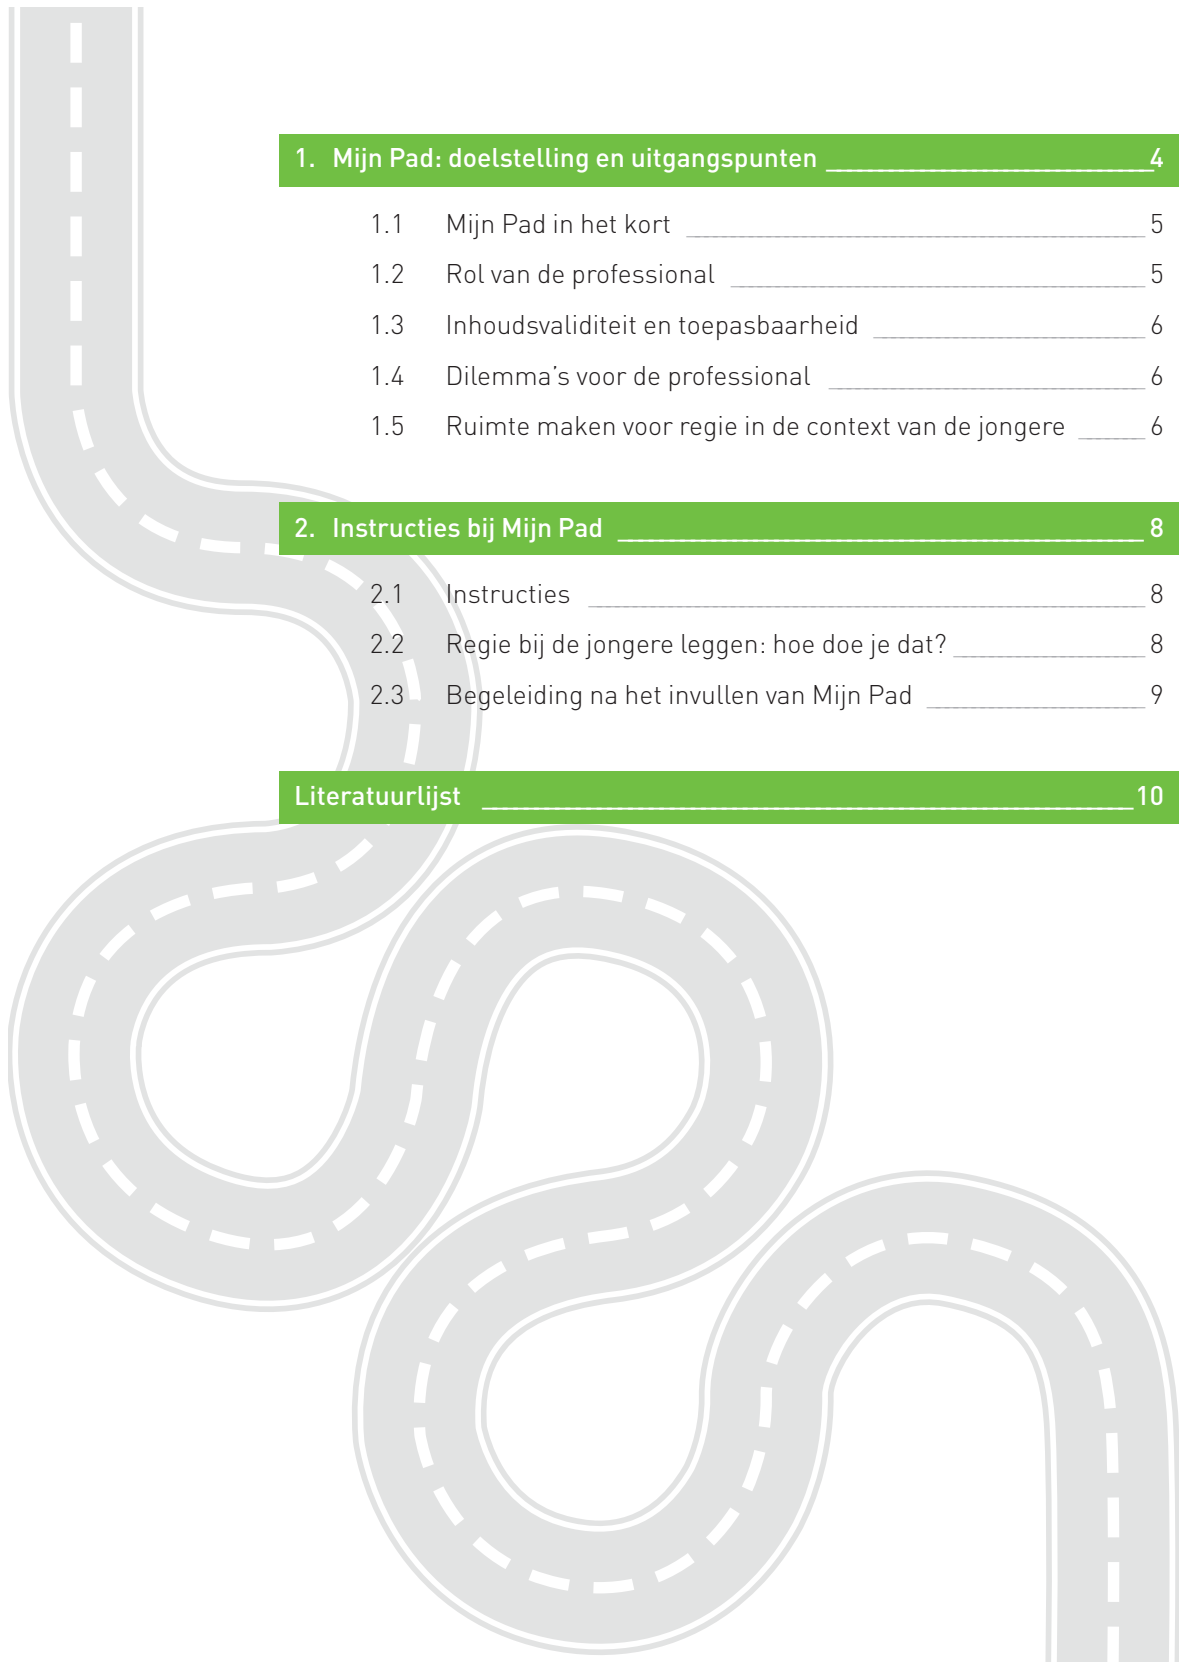 1. Mijn Pad: doelstelling en uitgangspunten 4
1.1 Mijn Pad in het kort 5
1.2 Rol van de professional 5
1.3 Inhoudsvaliditeit en toepasbaarheid 6
1.4 Dilemma's voor de professional 6
1.5 Ruimte maken voor regie in de context van de jongere 6
2. Instructies bij Mijn Pad 8
2.1 Instructies 8
2.2 Regie bij de jongere leggen: hoe doe je dat? 8
2.3 Begeleiding na het invullen van Mijn Pad 9
Literatuurlijst 10